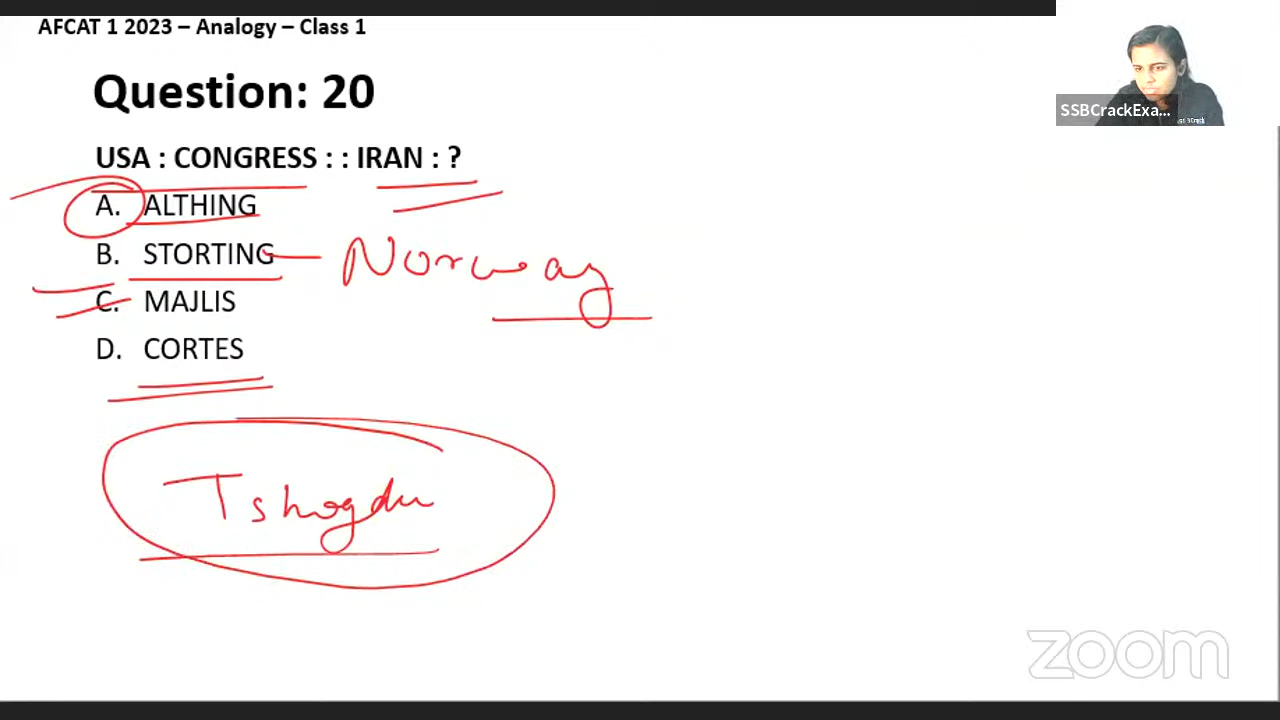 AFCAT 1 2023 – Analogy – Class 1
SSBCrackExa...
Question: 20
USA : CONGRESS : : IRAN : ?
A. ALTHING
B. STORTING — Norway
C. MAJLIS
D. CORTES
Tshogdu
zoom